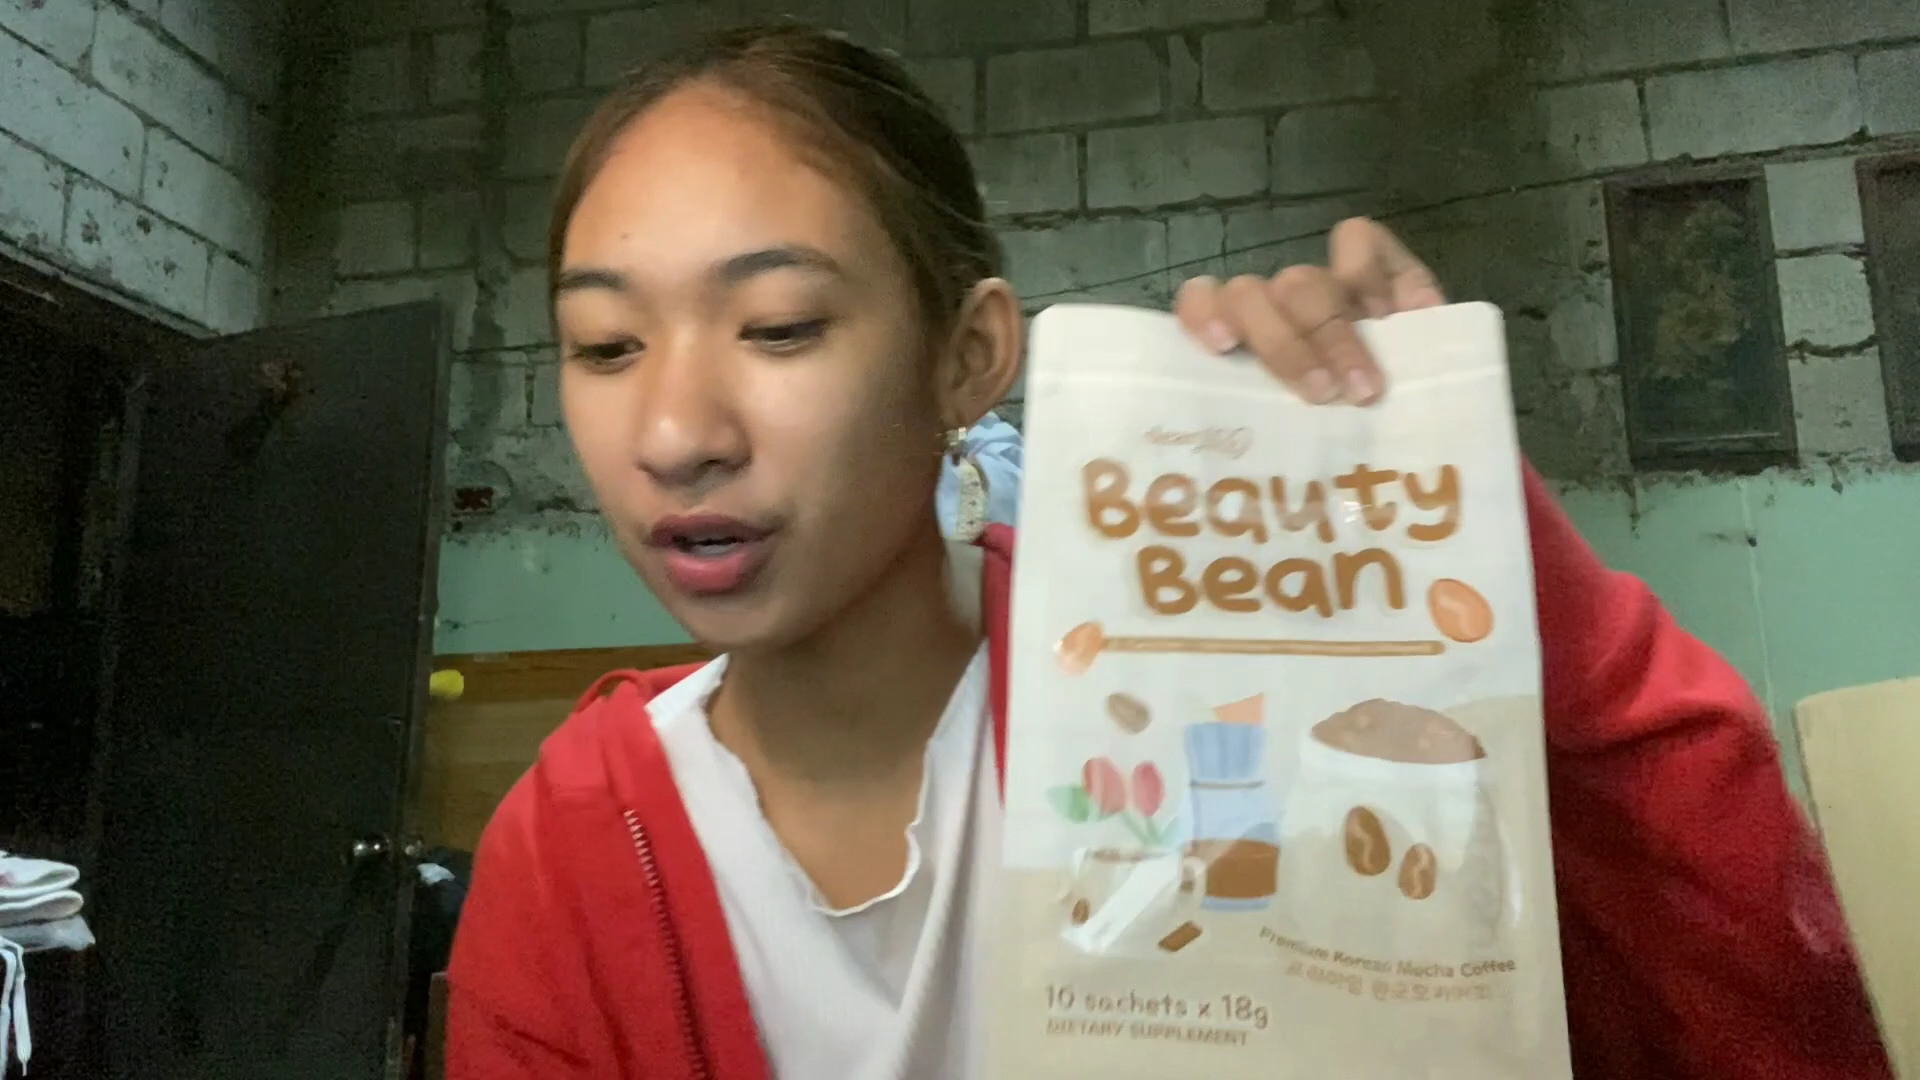 Beauty
Bean
Premium Korean Mocha Coffee
10 sachets x 18g
DIETARY SUPPLEMENT